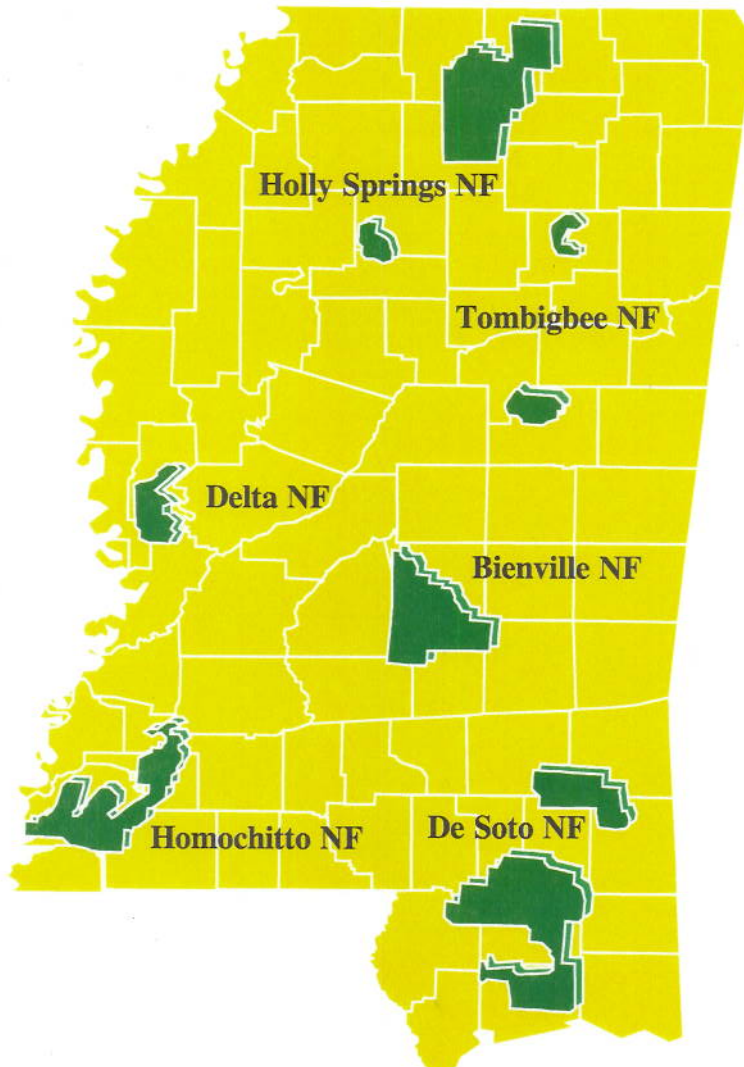 Holly Springs NF
Tombigbee NF
Delta NF
Bienville NF
De Soto NF
Homochitto NF